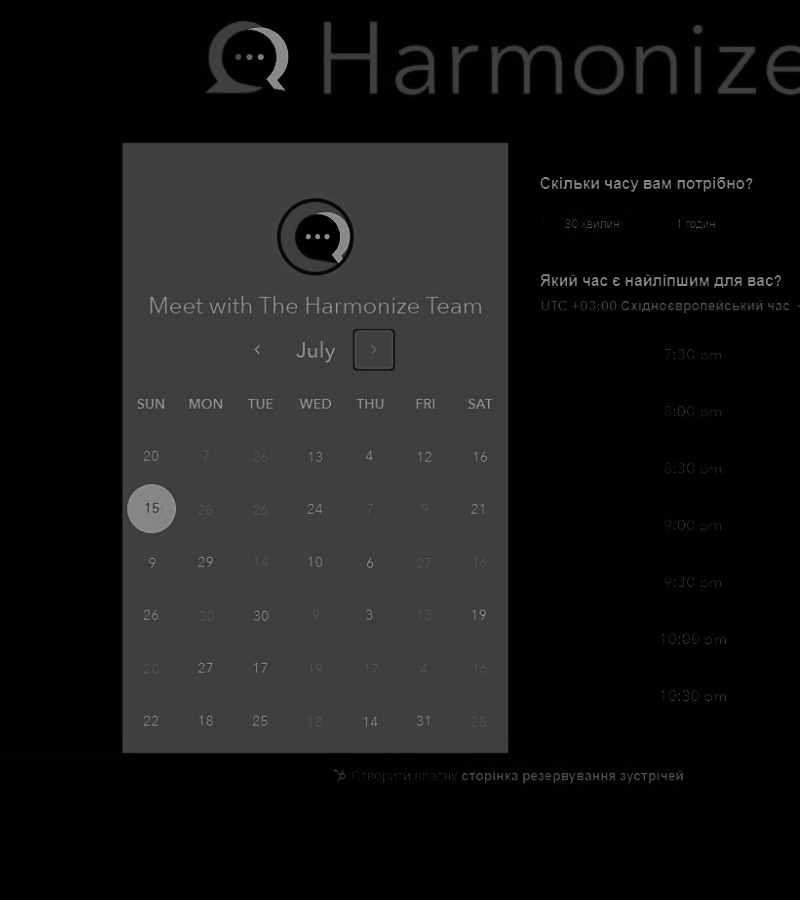 Harmonize
Meet with The Harmonize Team
July
SUN MON TUE WED THU FRI SAT
20 7 26 13 4 12 16
15 28 26 24 7 9 21
9 29 14 10 6 27 16
26 30 30 9 3 13 19
20 27 17 19 17 4 16
22 18 25 18 14 31 28
Скільки часу вам потрібно?
30 хвилин 1 годин
Який час є найліпшим для вас?
UTC +03:00 Східноєвропейський час
7:30 pm
8:00 pm
8:30 pm
9:00 pm
9:30 pm
10:00 pm
10:30 pm
Створити власну сторінка резервування зустрічей